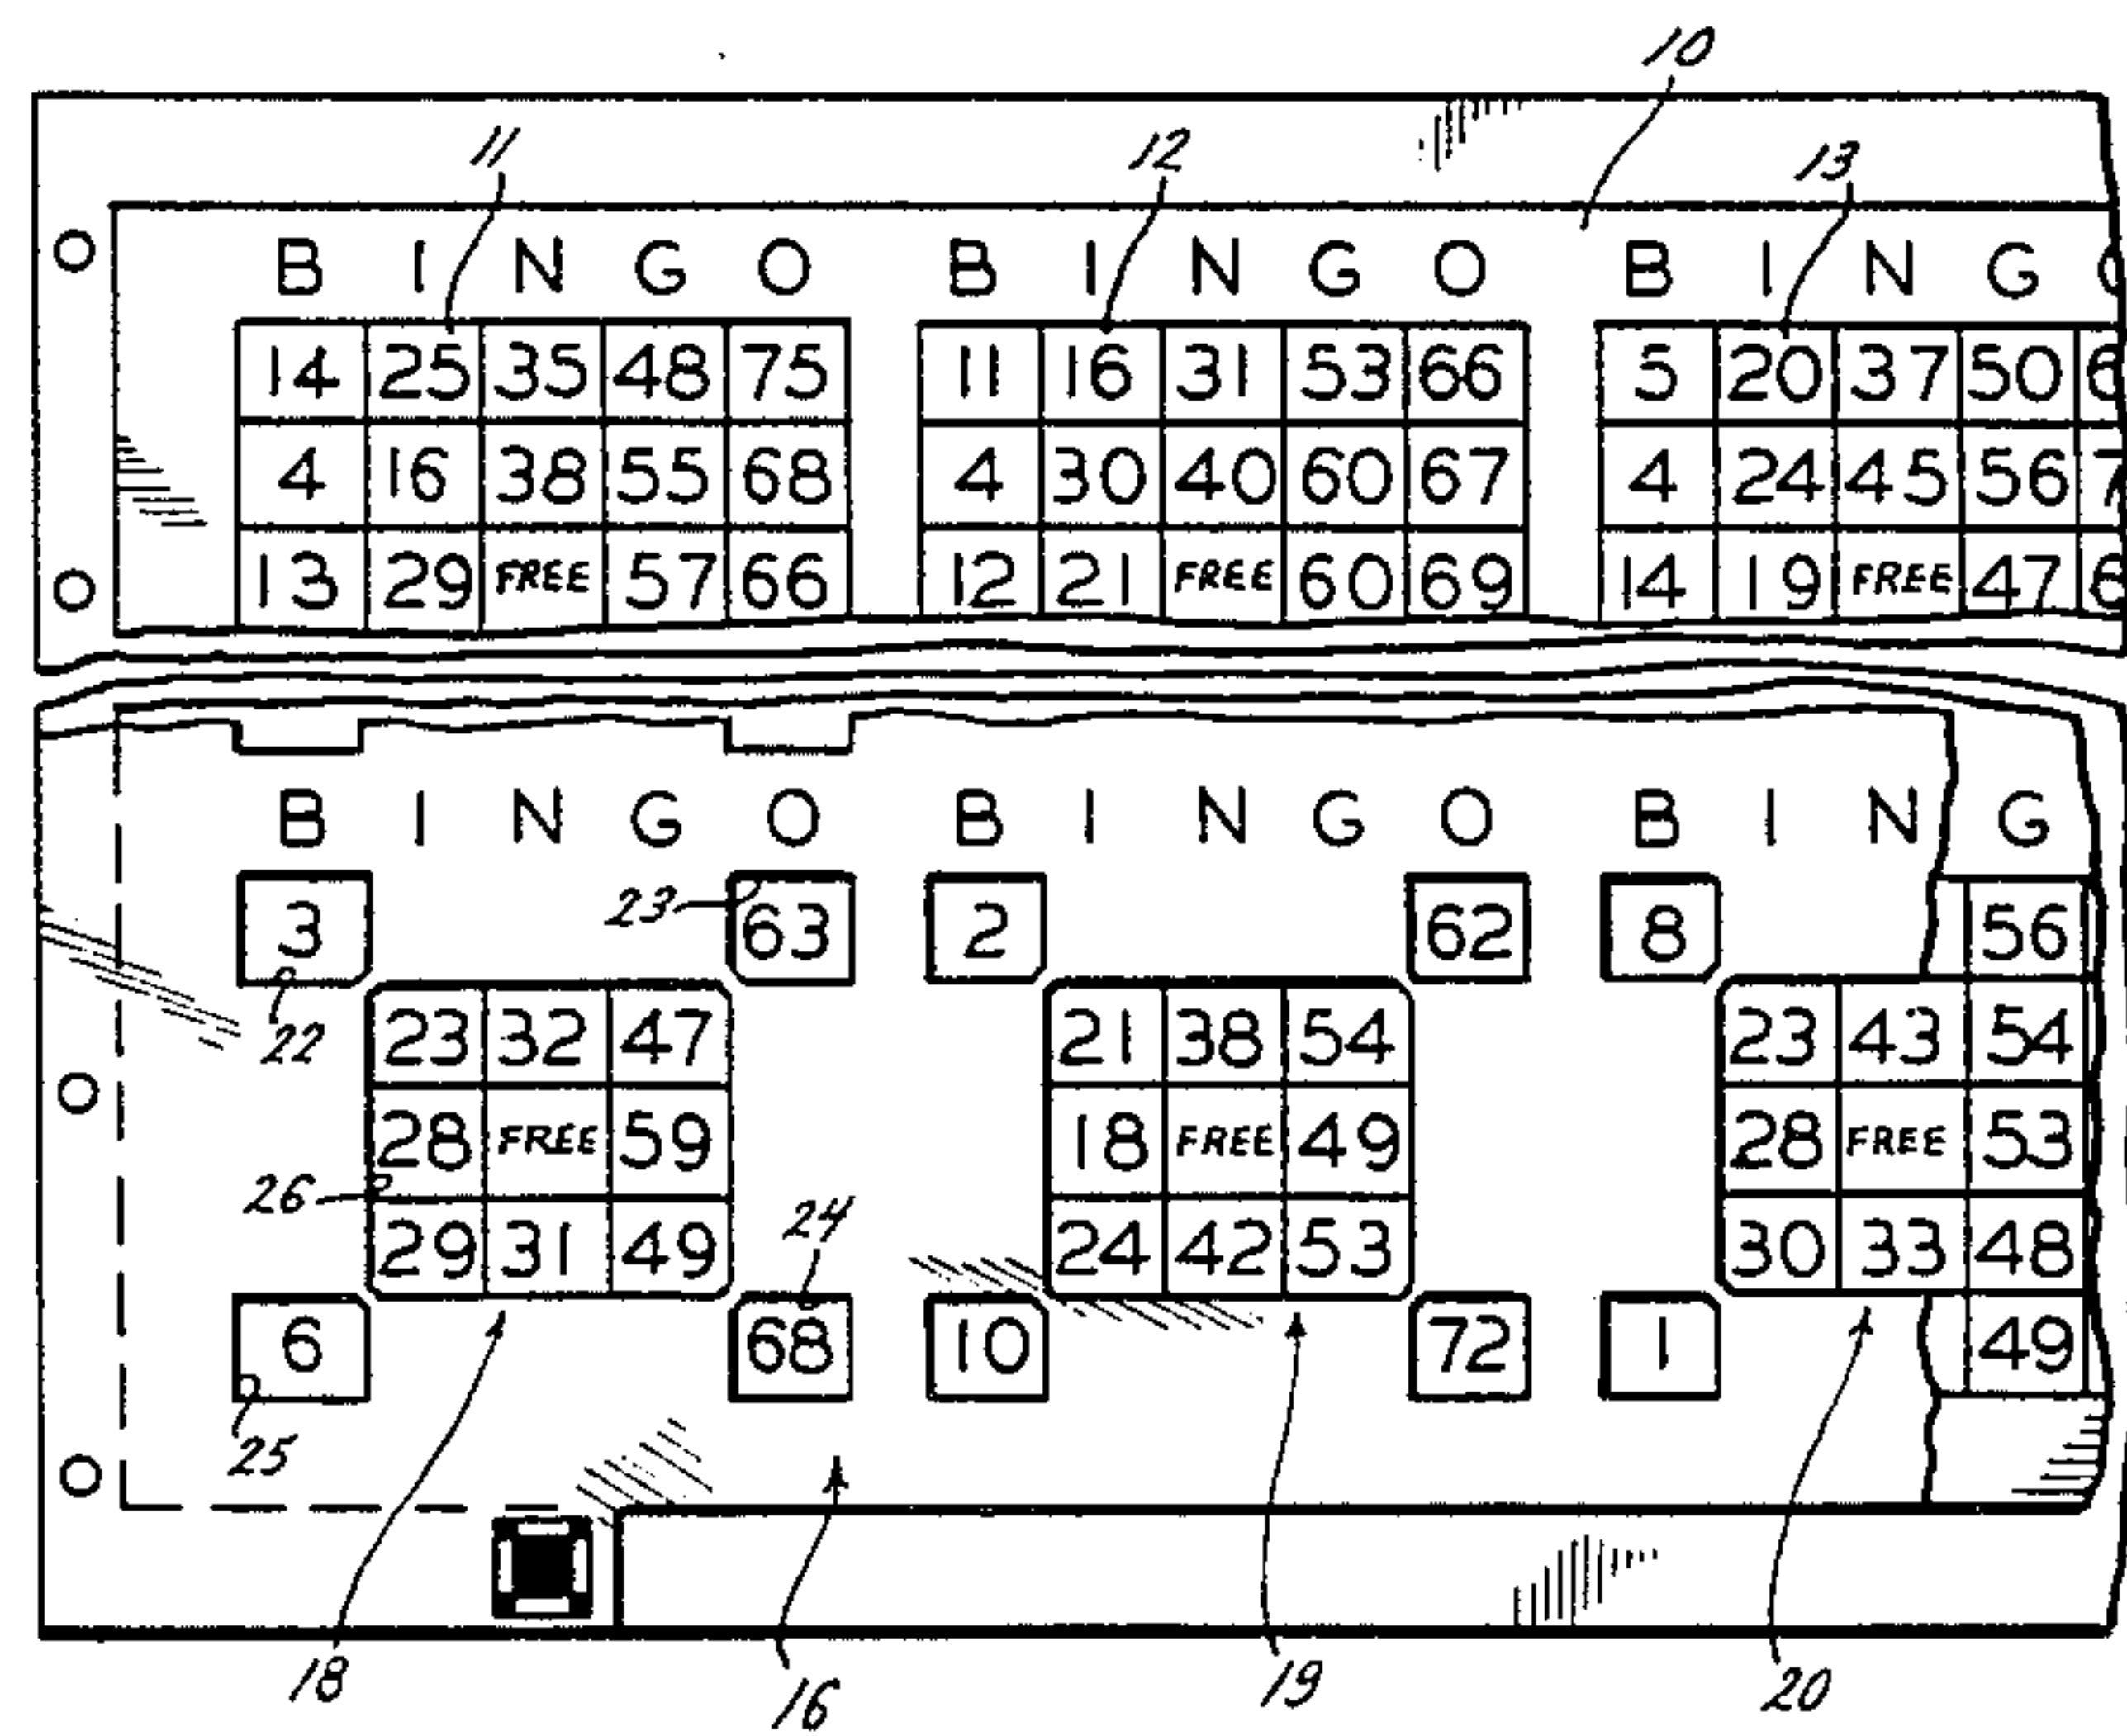 10
11 12 13
B I N G O B I N G O B I N G
14 25 35 48 75 11 16 31 53 66 5 20 37 50
4 16 38 55 68 4 30 40 60 67 4 24 45 56
13 29 FREE 57 66 12 21 FREE 60 69 14 19 FREE 47
B I N G O B I N G O B I N G
3 23 63 2 62 8 56
22 23 32 47 21 38 54 23 43 54
28 FREE 59 18 FREE 49 28 FREE 53
26 29 31 49 24 24 42 53 30 33 48
6 68 10 72 1 49
25
18 16 19 20